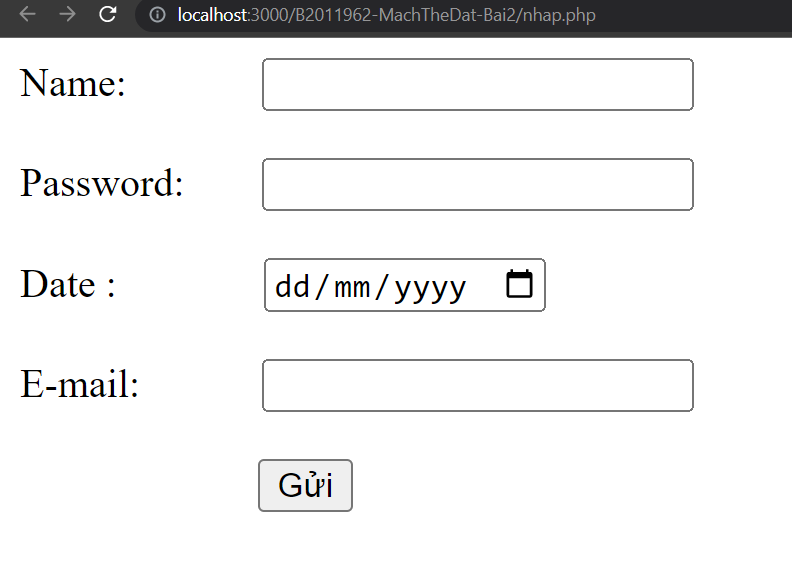 localhost:3000/B2011962-MachTheDat-Bai2/nhap.php
Name:
Password:
Date : dd/mm/yyyy
E-mail:
Gửi